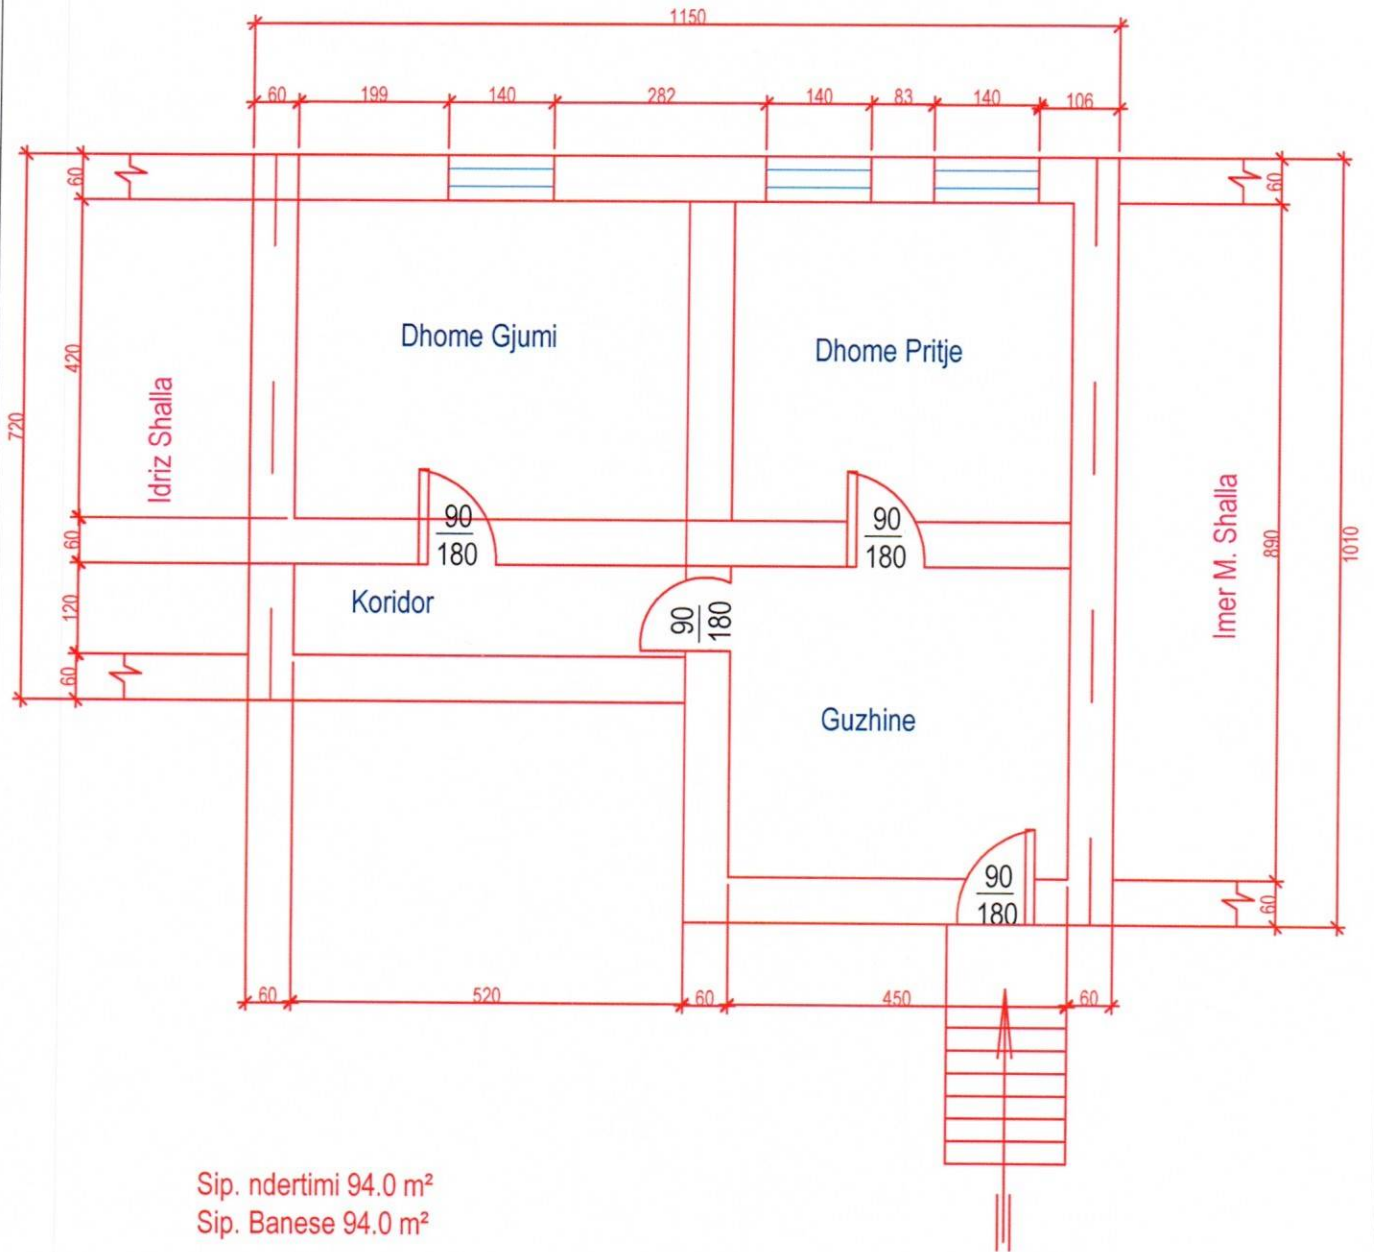 1150
60 199 140 282 140 83 140 106
60
60
420
720
Idriz Shalla
Dhome Gjumi
Dhome Pritje
90
180
90
180
60
Imer M. Shalla
890
1010
120
Koridor
90
180
60
Guzhine
90
180
60
60 520 60 450 60
Sip. ndertimi 94.0 m²
Sip. Banese 94.0 m²